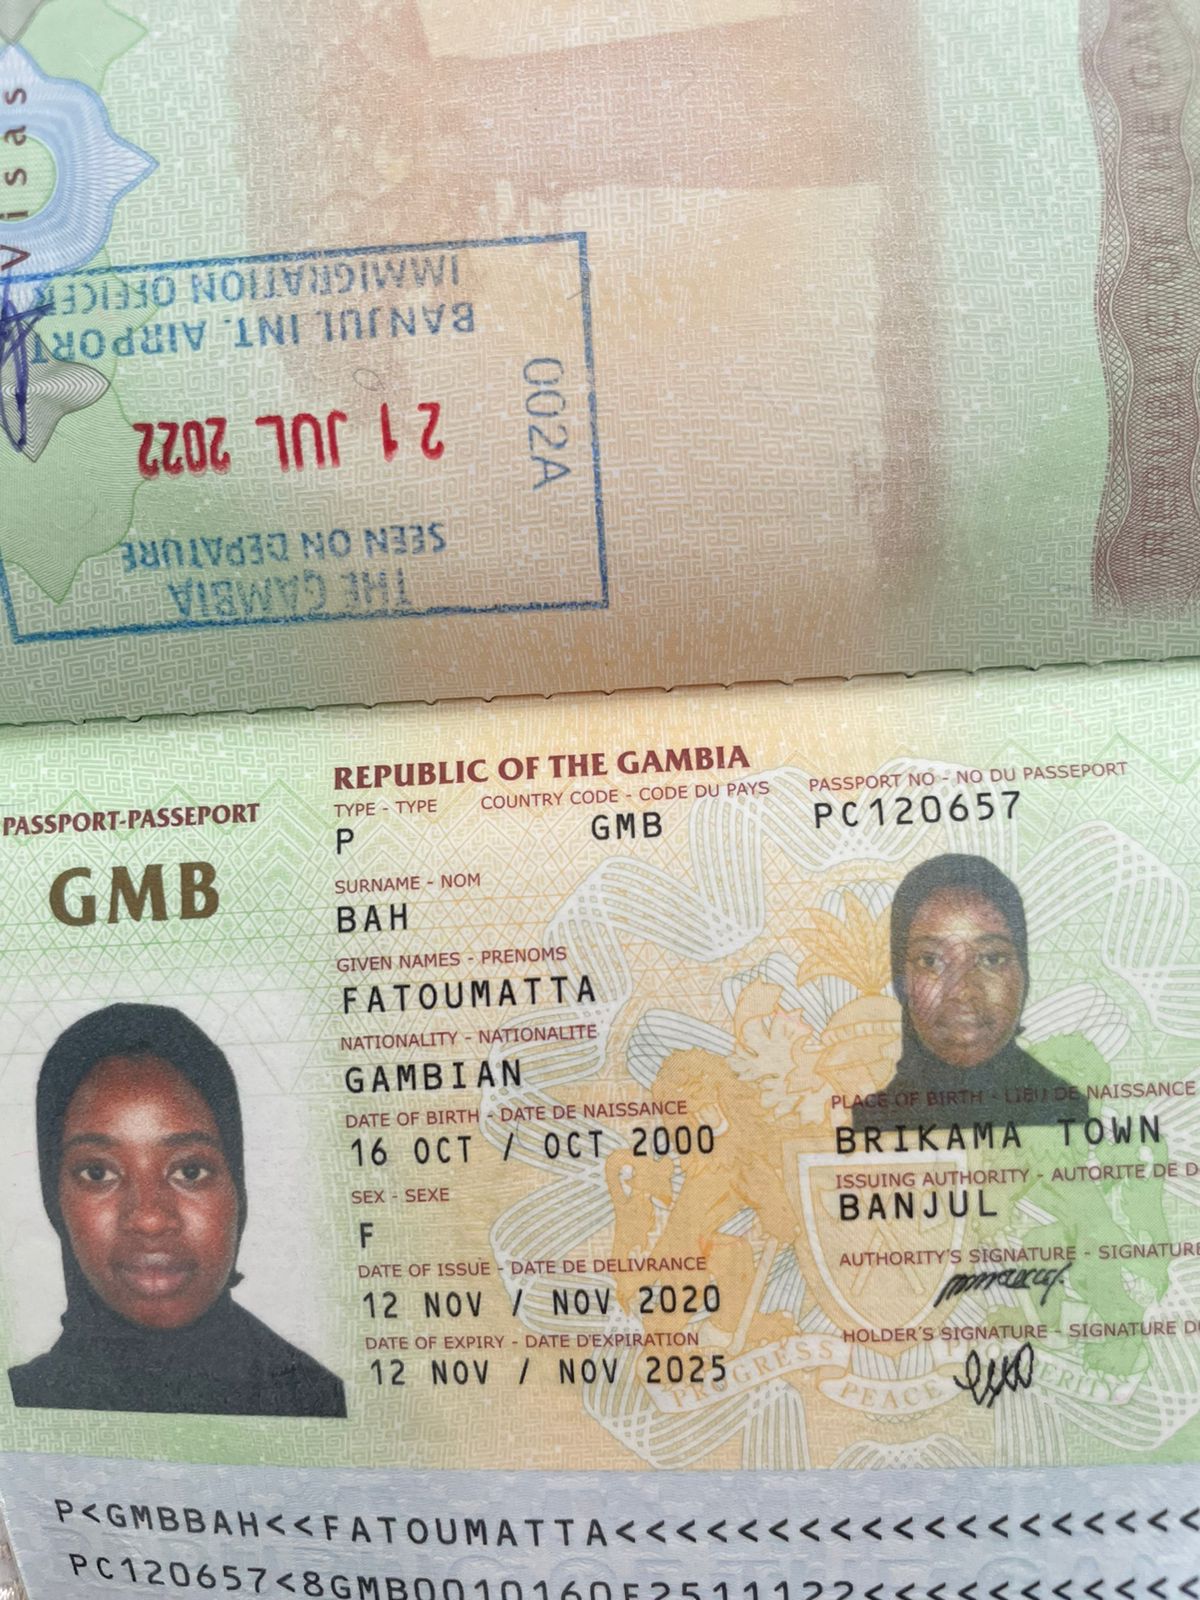 Visas
THE GAMBIA
SEEN ON DEPATURE
21 JUL 2022
002A
BANJUL INT. AIRPORT
IMMIGRATION OFFICER
REPUBLIC OF THE GAMBIA
PASSPORT-PASSEPORT
TYPE - TYPE
COUNTRY CODE - CODE DU PAYS
PASSPORT NO - NO DU PASSEPORT
P
GMB
PC120657
GMB
SURNAME - NOM
BAH
GIVEN NAMES - PRENOMS
FATOUMATTA
NATIONALITY - NATIONALITE
GAMBIAN
DATE OF BIRTH - DATE DE NAISSANCE
16 OCT / OCT 2000
PLACE OF BIRTH - LIEU DE NAISSANCE
BRIKAMA TOWN
SEX - SEXE
F
ISSUING AUTHORITY - AUTORITE DE D
BANJUL
DATE OF ISSUE - DATE DE DELIVRANCE
12 NOV / NOV 2020
AUTHORITY'S SIGNATURE - SIGNATURE
DATE OF EXPIRY - DATE D'EXPIRATION
12 NOV / NOV 2025
HOLDER'S SIGNATURE - SIGNATURE DU
PROGRESS PEACE PROSPERITY
P<GMBBAH<<FATOUMATTA<<<<<<<<<<<<<<<<<<<
PC120657<8GMB0010160F2511122<<<<<<<<<<<